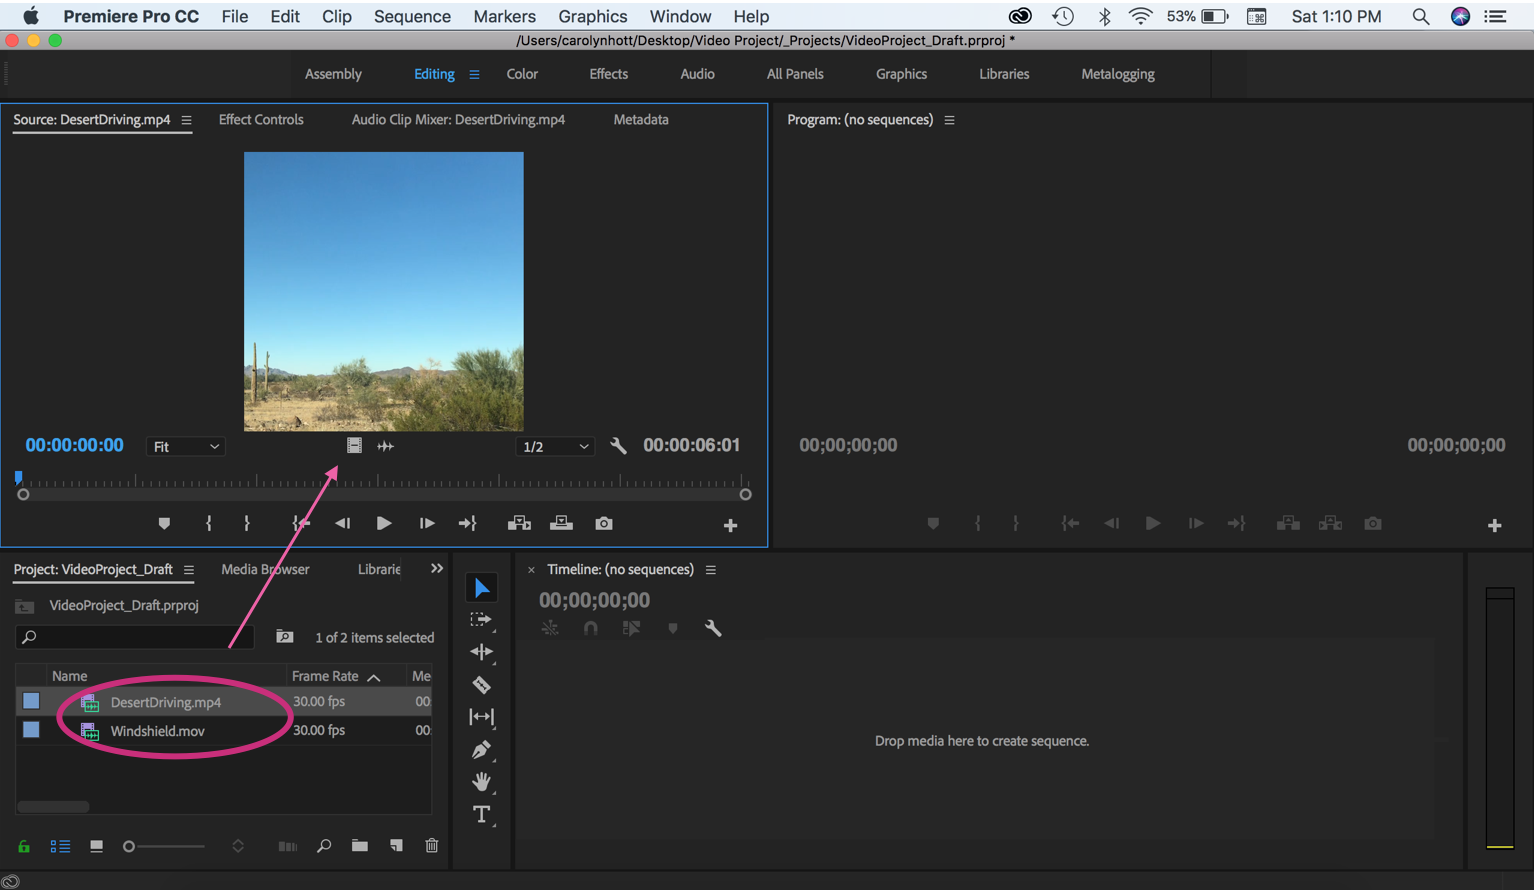 Premiere Pro CC File Edit Clip Sequence Markers Graphics Window Help 53% Sat 1:10 PM
/Users/carolynhott/Desktop/Video Project/_Projects/VideoProject_Draft.prproj *
Assembly Editing Color Effects Audio All Panels Graphics Libraries Metalogging
Source: DesertDriving.mp4 Effect Controls Audio Clip Mixer: DesertDriving.mp4 Metadata
Program: (no sequences)
00:00:00:00 Fit 1/2 00:00:06:01
00;00;00;00 00;00;00;00
Project: VideoProject_Draft Media Browser Librarie
VideoProject_Draft.prproj
1 of 2 items selected
Name Frame Rate Me
DesertDriving.mp4 30.00 fps 00:
Windshield.mov 30.00 fps 00:
T
× Timeline: (no sequences)
00;00;00;00
Drop media here to create sequence.